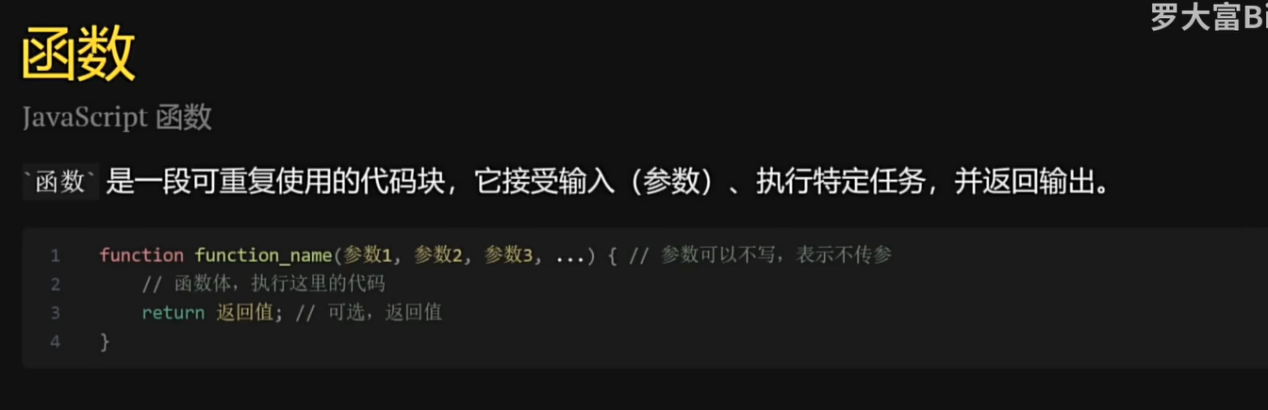 罗大富Bi
函数
JavaScript 函数
`函数` 是一段可重复使用的代码块，它接受输入（参数）、执行特定任务，并返回输出。
1 function function_name(参数1, 参数2, 参数3, ...) { // 参数可以不写，表示不传参
2 // 函数体，执行这里的代码
3 return 返回值; // 可选，返回值
4 }